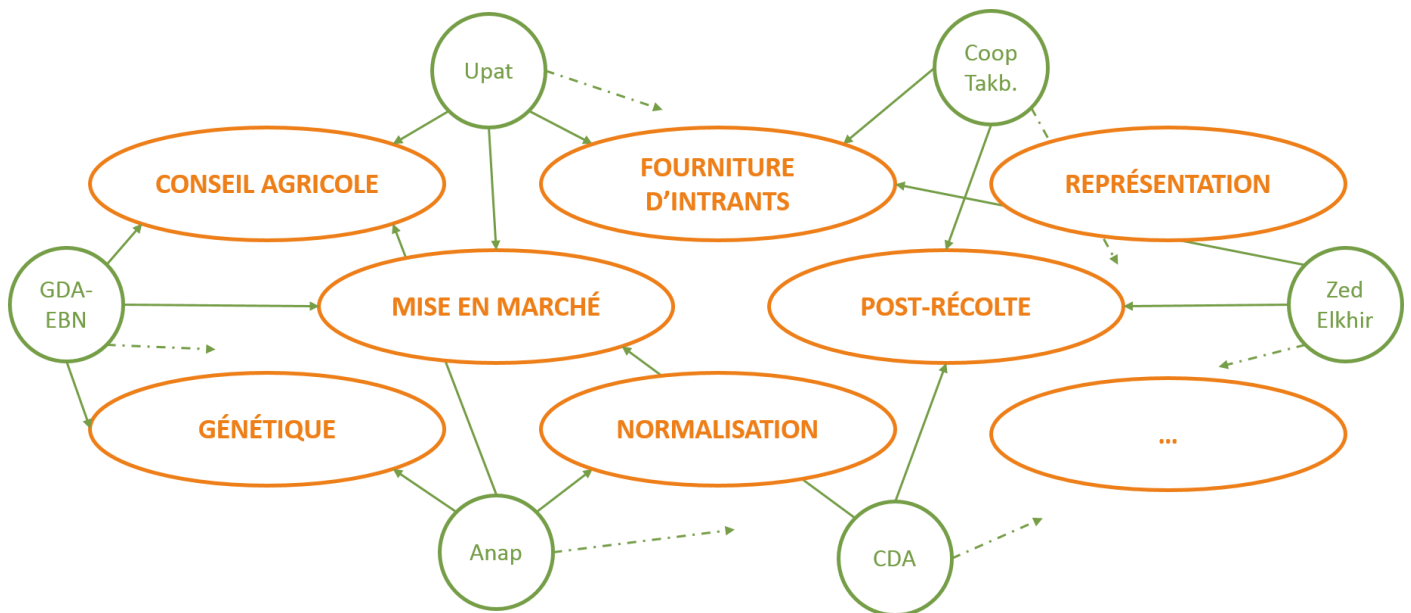 Upat
Coop
Takb.
CONSEIL AGRICOLE
FOURNITURE
D’INTRANTS
REPRÉSENTATION
GDA-
EBN
MISE EN MARCHÉ
POST-RÉCOLTE
Zed
Elkhir
GÉNÉTIQUE
NORMALISATION
...
Anap
CDA